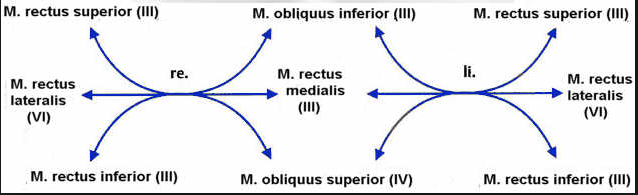 M. rectus superior (III)
M. obliquus inferior (III)
M. rectus superior (III)
re.
li.
M. rectus
lateralis
(VI)
M. rectus
medialis
(III)
M. rectus
lateralis
(VI)
M. rectus inferior (III)
M. obliquus superior (IV)
M. rectus inferior (III)